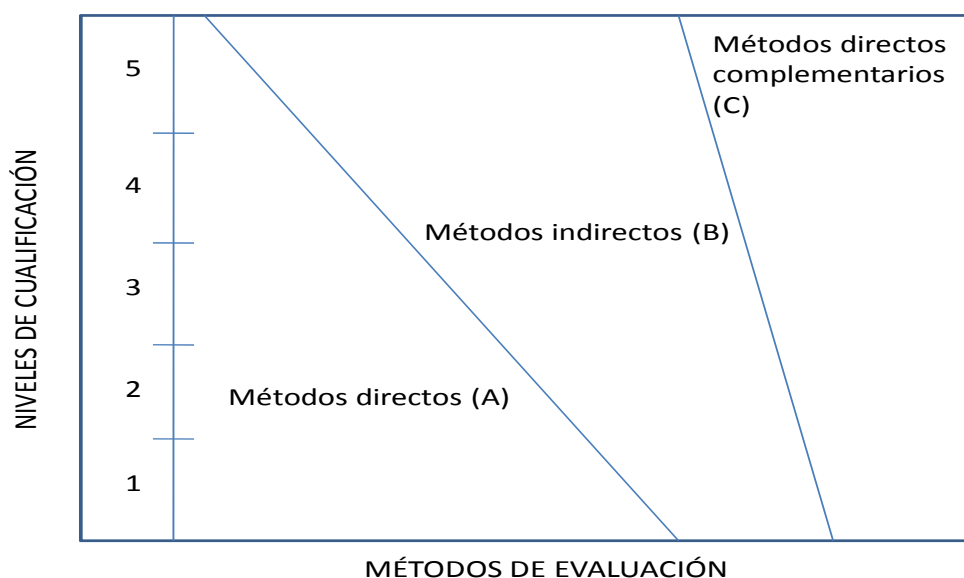 NIVELES DE CUALIFICACIÓN
5
4
3
2
1
Métodos directos
complementarios
(C)
Métodos indirectos (B)
Métodos directos (A)
MÉTODOS DE EVALUACIÓN